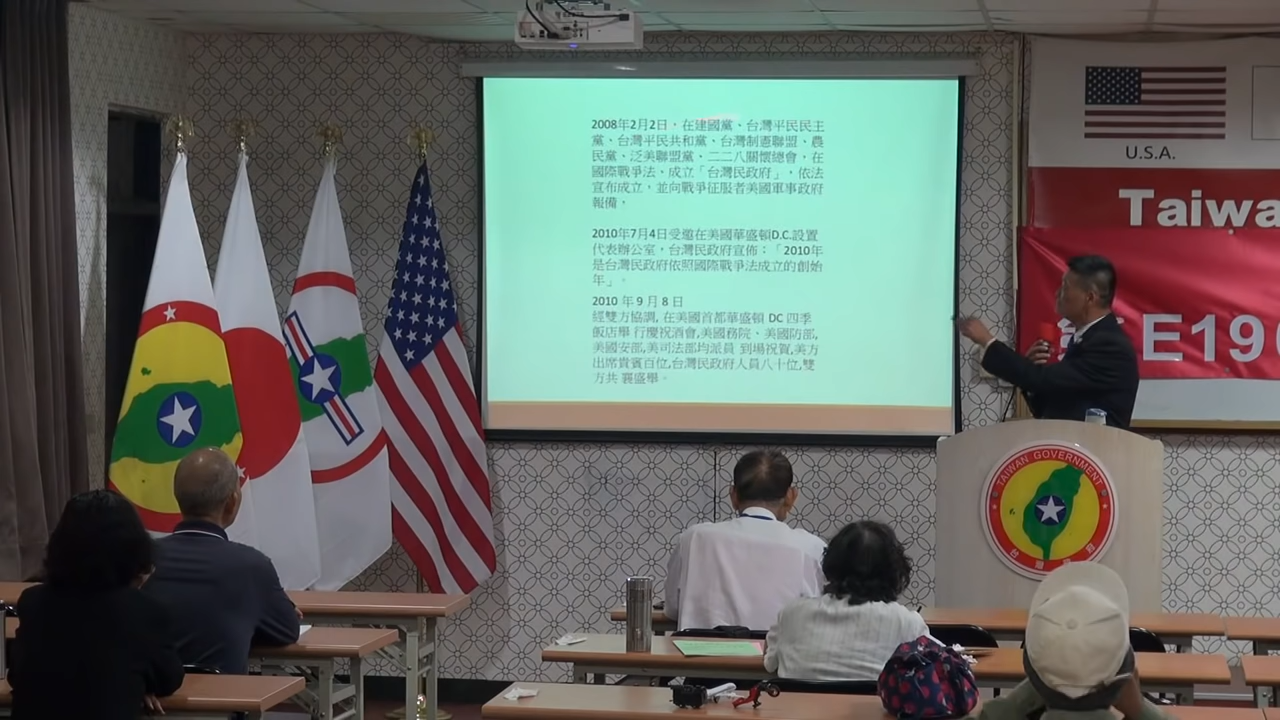 2008年2月2日，在建國黨、台灣平民民主
黨、台灣平民共和黨、台灣制憲聯盟、農
民黨、泛美聯盟黨，二二八關懷總會，在
國際戰爭法、成立「台灣民政府」，依法
宣布成立，並向戰爭征服者美國軍事政府
報備，
2010年7月4日受邀在美國華盛頓D.C.設置
代表辦公室，台灣民政府宣佈：「2010年
是台灣民政府依照國際戰爭法成立的創始
年」。
2010 年 9 月 8 日
經雙方協調, 在美國首都華盛頓 DC 四季
飯店舉 行慶祝酒會,美國務院、美國防部,
美國安部,美司法部均派員 到場祝賀,美方
出席貴賓百位,台灣民政府人員八十位,雙
方共 襄盛舉。
U.S.A.
Taiwa
E19
TAIWAN GOVERNMENT